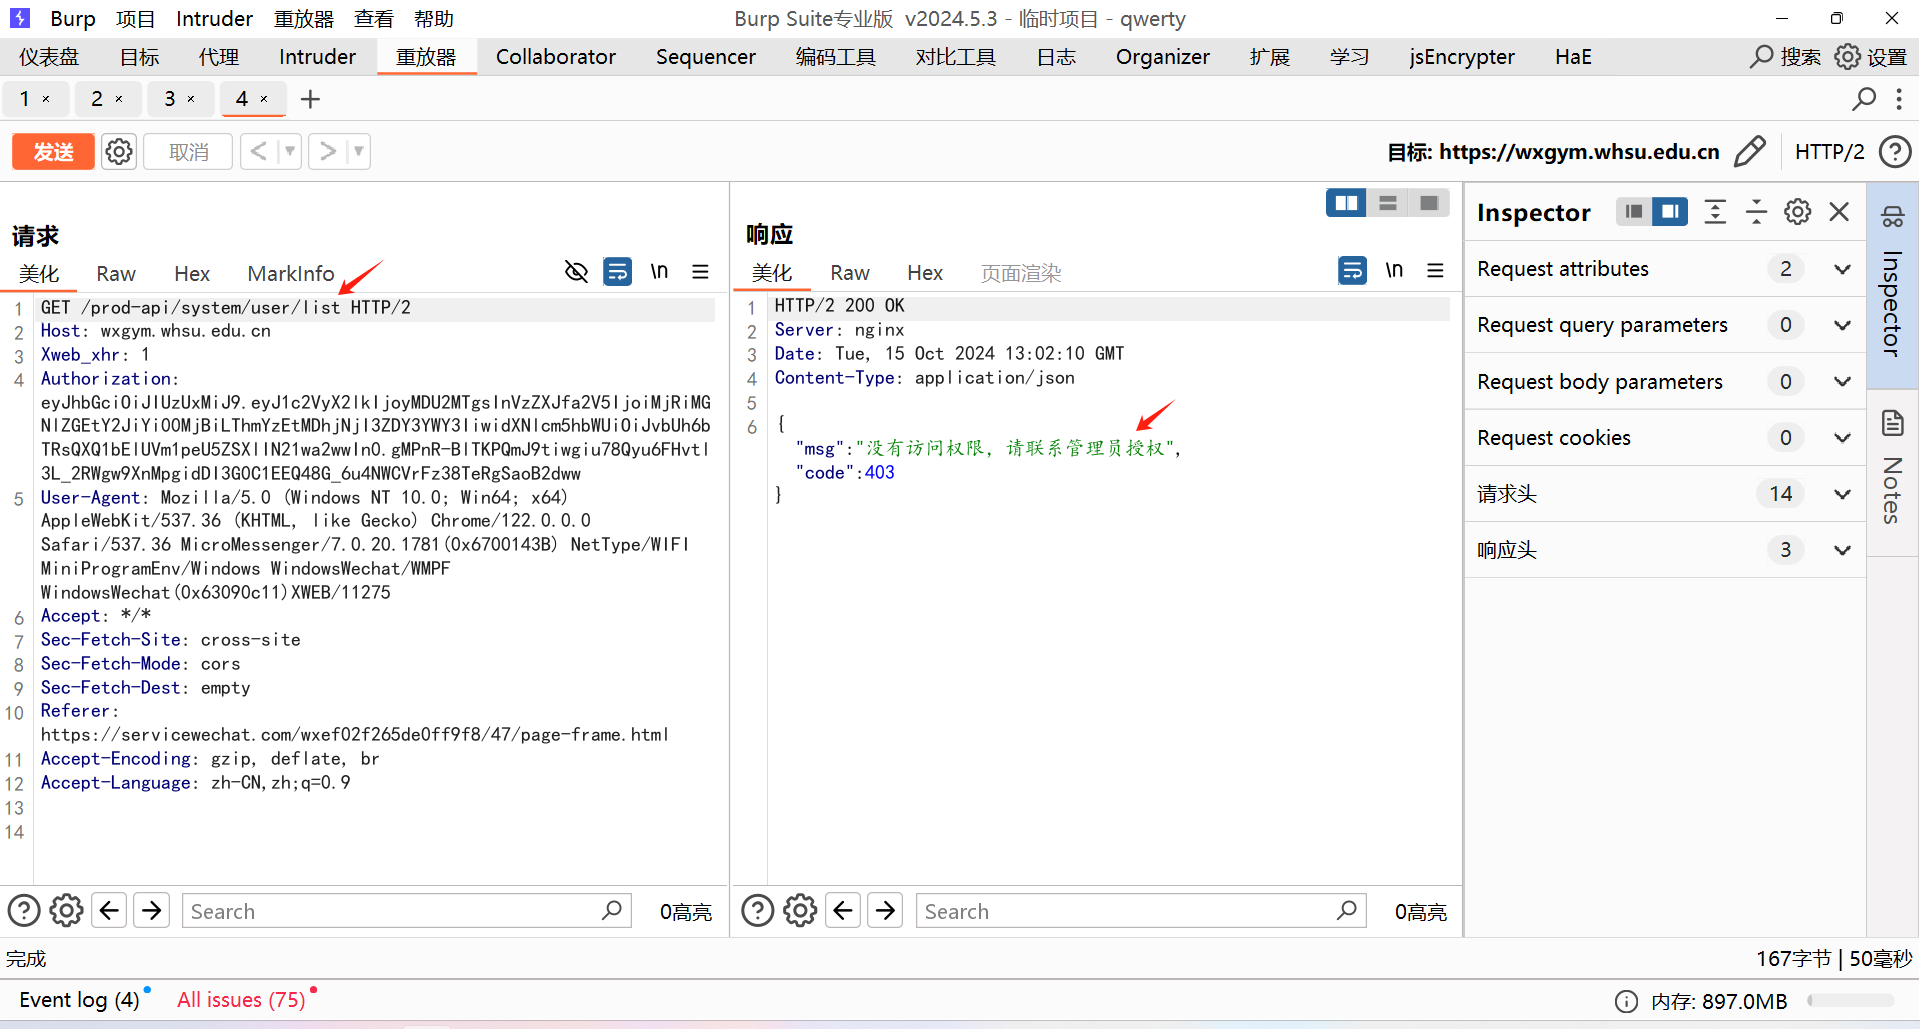 Burp 项目 Intruder 重放器 查看 帮助 Burp Suite专业版 v2024.5.3 - 临时项目 - qwerty
仪表盘 目标 代理 Intruder 重放器 Collaborator Sequencer 编码工具 对比工具 日志 Organizer 扩展 学习 jsEncrypter HaE 搜索 设置
1 × 2 × 3 × 4 × +
发送 取消 < > 目标: https://wxgym.whsu.edu.cn HTTP/2
请求
美化 Raw Hex MarkInfo \n
1 GET /prod-api/system/user/list HTTP/2
2 Host: wxgym.whsu.edu.cn
3 Xweb_xhr: 1
4 Authorization:
User-Agent: Mozilla/5.0 (Windows NT 10.0; Win64; x64)
5
AppleWebKit/537.36 (KHTML, like Gecko) Chrome/122.0.0.0
Safari/537.36 MicroMessenger/7.0.20.1781(0x6700143B) NetType/WIFI
MiniProgramEnv/Windows WindowsWechat/WMPF
WindowsWechat(0x63090c11)XWEB/11275
6 Accept: */*
7 Sec-Fetch-Site: cross-site
8 Sec-Fetch-Mode: cors
9 Sec-Fetch-Dest: empty
10 Referer:
https://servicewechat.com/wxef02f265de0ff9f8/47/page-frame.html
11 Accept-Encoding: gzip, deflate, br
12 Accept-Language: zh-CN,zh;q=0.9
13
14
Search 0高亮
响应
美化 Raw Hex 页面渲染 \n
1 HTTP/2 200 OK
2 Server: nginx
3 Date: Tue, 15 Oct 2024 13:02:10 GMT
4 Content-Type: application/json
5
6 {
"msg":"没有访问权限，请联系管理员授权",
"code":403
}
Search 0高亮
Inspector
Request attributes 2
Request query parameters 0
Request body parameters 0
Request cookies 0
请求头 14
响应头 3
Inspector
Notes
完成 167字节 | 50毫秒
Event log (4) All issues (75) 内存: 897.0MB